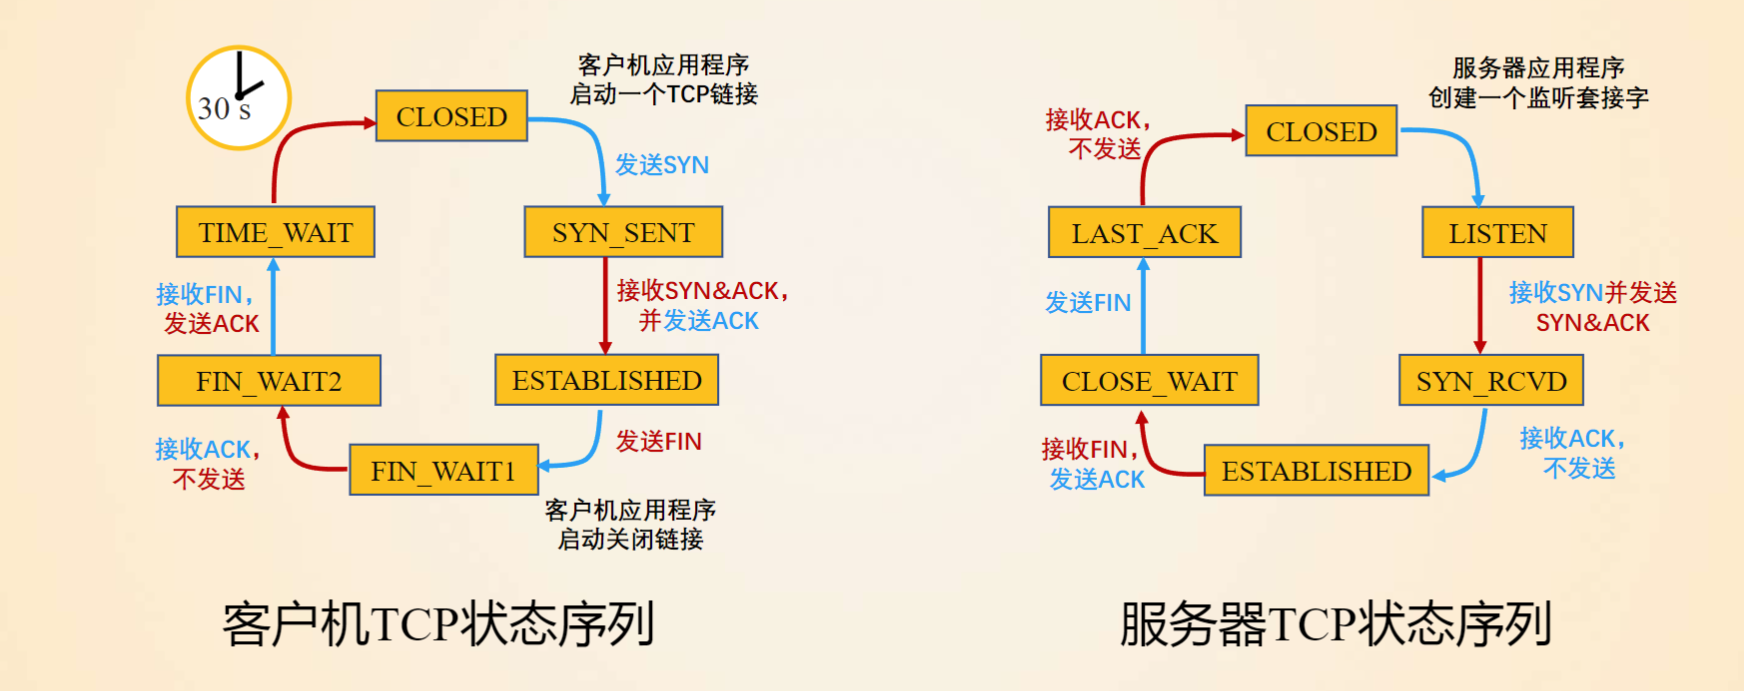 30 s
CLOSED
客户机应用程序
启动一个TCP链接
发送SYN
TIME_WAIT
SYN_SENT
接收FIN，
发送ACK
接收SYN&ACK，
并发送ACK
FIN_WAIT2
ESTABLISHED
接收ACK，
不发送
发送FIN
FIN_WAIT1
客户机应用程序
启动关闭链接
客户机TCP状态序列
服务器应用程序
创建一个监听套接字
接收ACK，
不发送
CLOSED
LAST_ACK
LISTEN
发送FIN
接收SYN并发送
SYN&ACK
CLOSE_WAIT
SYN_RCVD
接收FIN，
发送ACK
ESTABLISHED
接收ACK，
不发送
服务器TCP状态序列